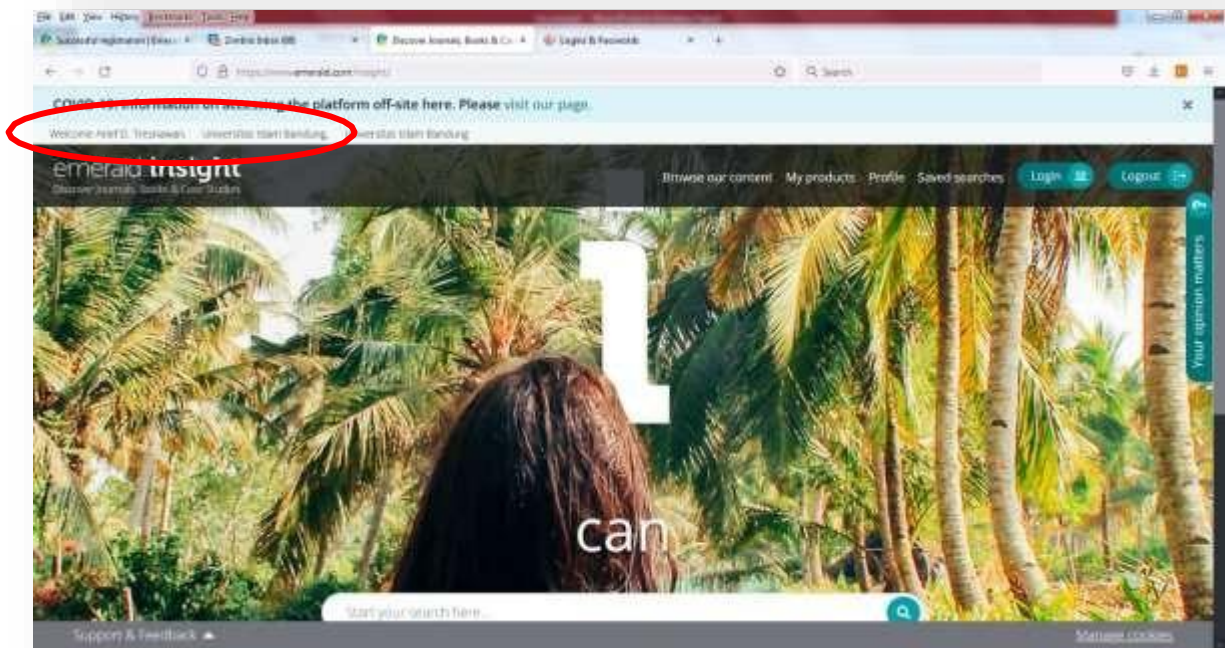 File Edit View History Bookmarks Tools Help
Successful registration | Emer
Zimbra Inbox
Discover Journals, Books & Ca
Logins & Passwords
https://www.emerald.com/insight/
Search
COVID-19: Information on accessing the platform off-site here. Please visit our page.
Welcome Arief D. Tresnawan Universitas Islam Bandung, Universitas Islam Bandung
emerald insight
Discover Journals, Books & Case Studies
Browse our content My products Profile Saved searches Login Logout
Your opinion matters
1
can
Start your search here...
Support & Feedback
Manage cookies